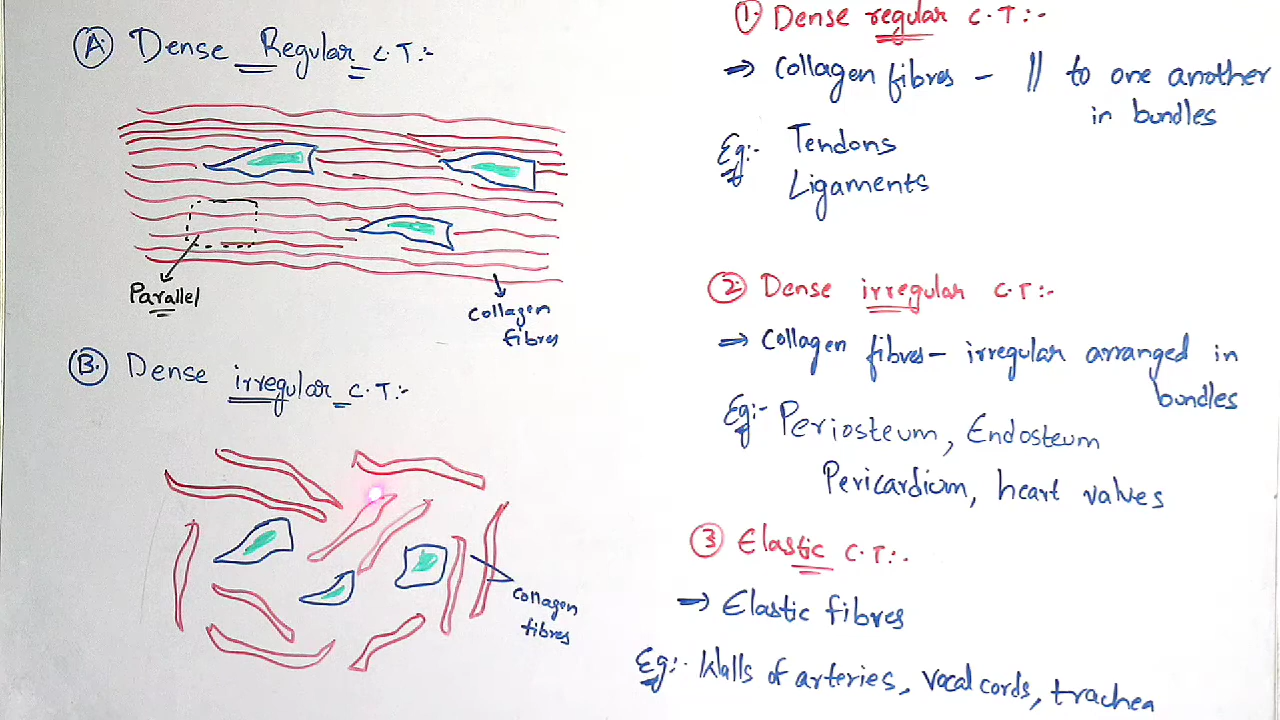 A. Dense Regular C.T:-
Parallel
Collagen
fibres
B. Dense irregular C.T:-
Collagen
fibres
1. Dense regular C.T:-
→ Collagen fibres - // to one another
in bundles
Eg:- Tendons
Ligaments
2. Dense irregular C.T:-
→ Collagen fibres- irregular arranged in
bundles
Eg:- Periosteum, Endosteum
Pericardium, heart valves
3 Elastic C.T:-
→ Elastic fibres
Eg:- Walls of arteries, vocal cords, trachea